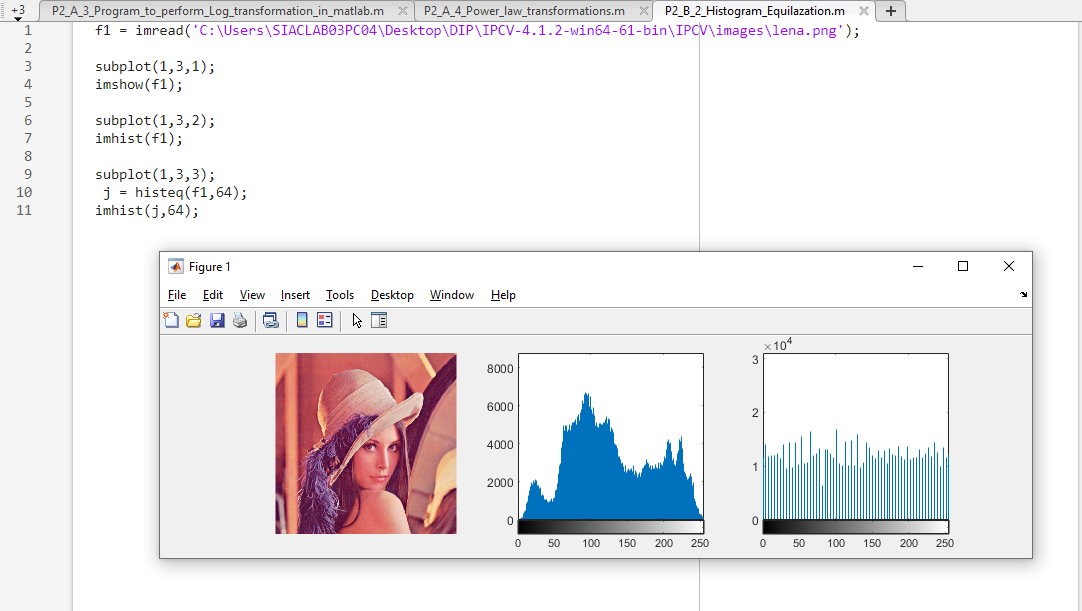 +3 P2_A_3_Program_to_perform_Log_transformation_in_matlab.m P2_A_4_Power_law_transformations.m P2_B_2_Histogram_Equilazation.m
1 f1 = imread('C:\Users\SIACLAB03PC04\Desktop\DIP\IPCV-4.1.2-win64-61-bin\IPCV\images\lena.png');
2
3 subplot(1,3,1);
4 imshow(f1);
5
6 subplot(1,3,2);
7 imhist(f1);
8
9 subplot(1,3,3);
10 j = histeq(f1,64);
11 imhist(j,64);
Figure 1
File Edit View Insert Tools Desktop Window Help
8000
6000
4000
2000
0
0 50 100 150 200 250
×10^4
3
2
1
0
0 50 100 150 200 250